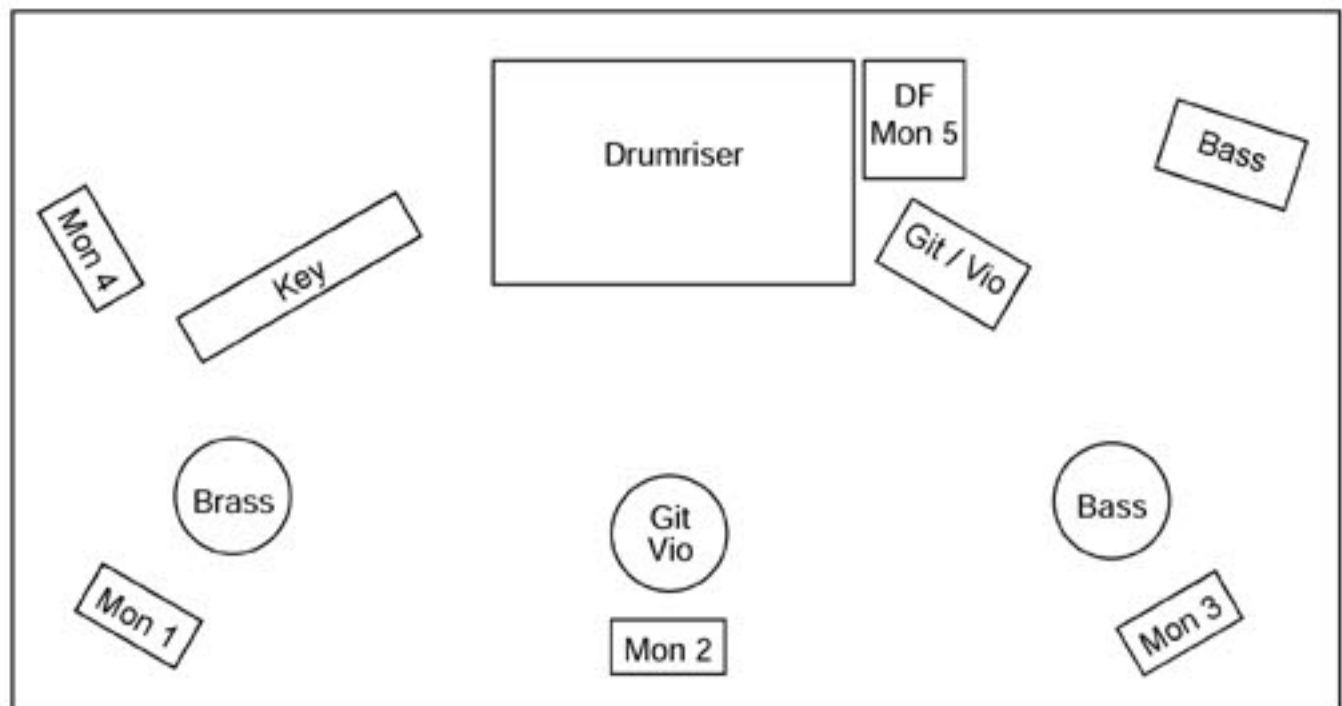 DF
Mon 5
Drumriser
Bass
Mon 4
Key
Git / Vio
Brass
Git
Vio
Bass
Mon 1
Mon 2
Mon 3